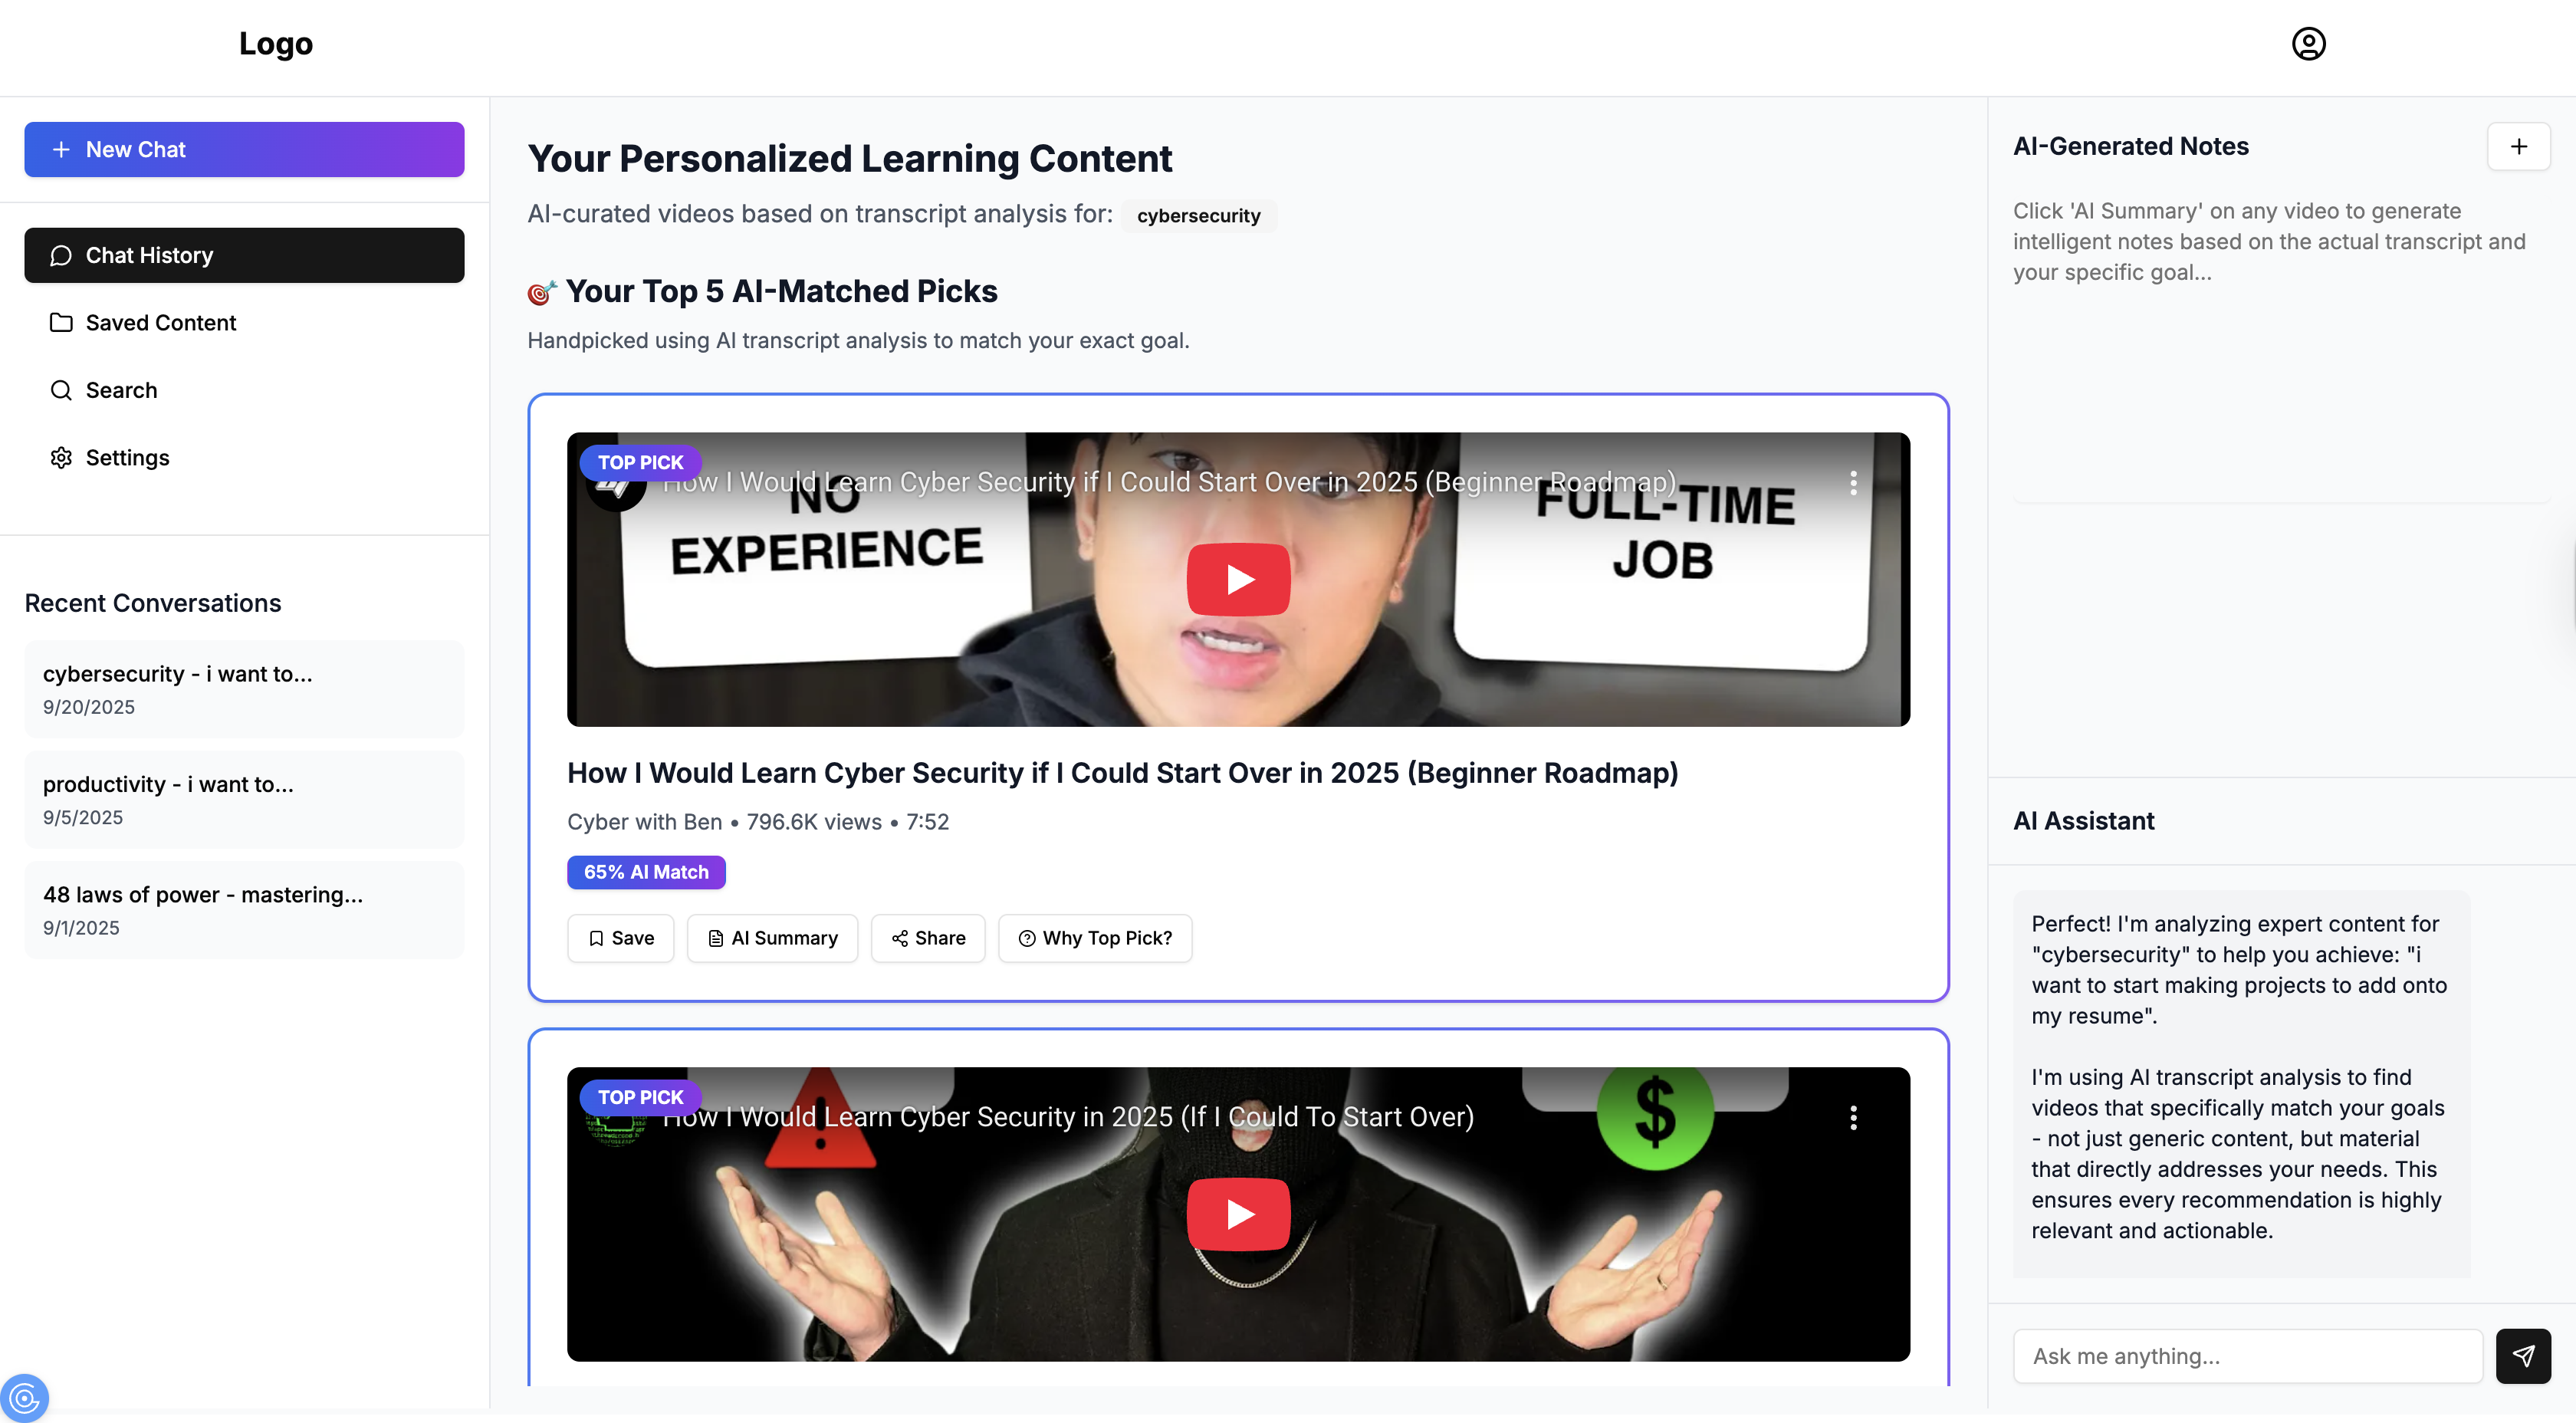 Logo
New Chat
Chat History
Saved Content
Search
Settings
Recent Conversations
cybersecurity - i want to...
9/20/2025
productivity - i want to...
9/5/2025
48 laws of power - mastering...
9/1/2025
Your Personalized Learning Content
AI-curated videos based on transcript analysis for: cybersecurity
🎯 Your Top 5 AI-Matched Picks
Handpicked using AI transcript analysis to match your exact goal.
TOP PICK
How I Would Learn Cyber Security if I Could Start Over in 2025 (Beginner Roadmap)
NO
EXPERIENCE
FULL-TIME
JOB
How I Would Learn Cyber Security if I Could Start Over in 2025 (Beginner Roadmap)
Cyber with Ben • 796.6K views • 7:52
65% AI Match
Save
AI Summary
Share
Why Top Pick?
TOP PICK
How I Would Learn Cyber Security in 2025 (If I Could To Start Over)
$
AI-Generated Notes
Click 'AI Summary' on any video to generate
intelligent notes based on the actual transcript and
your specific goal...
AI Assistant
Perfect! I'm analyzing expert content for
"cybersecurity" to help you achieve: "i
want to start making projects to add onto
my resume".
I'm using AI transcript analysis to find
videos that specifically match your goals
- not just generic content, but material
that directly addresses your needs. This
ensures every recommendation is highly
relevant and actionable.
Ask me anything...